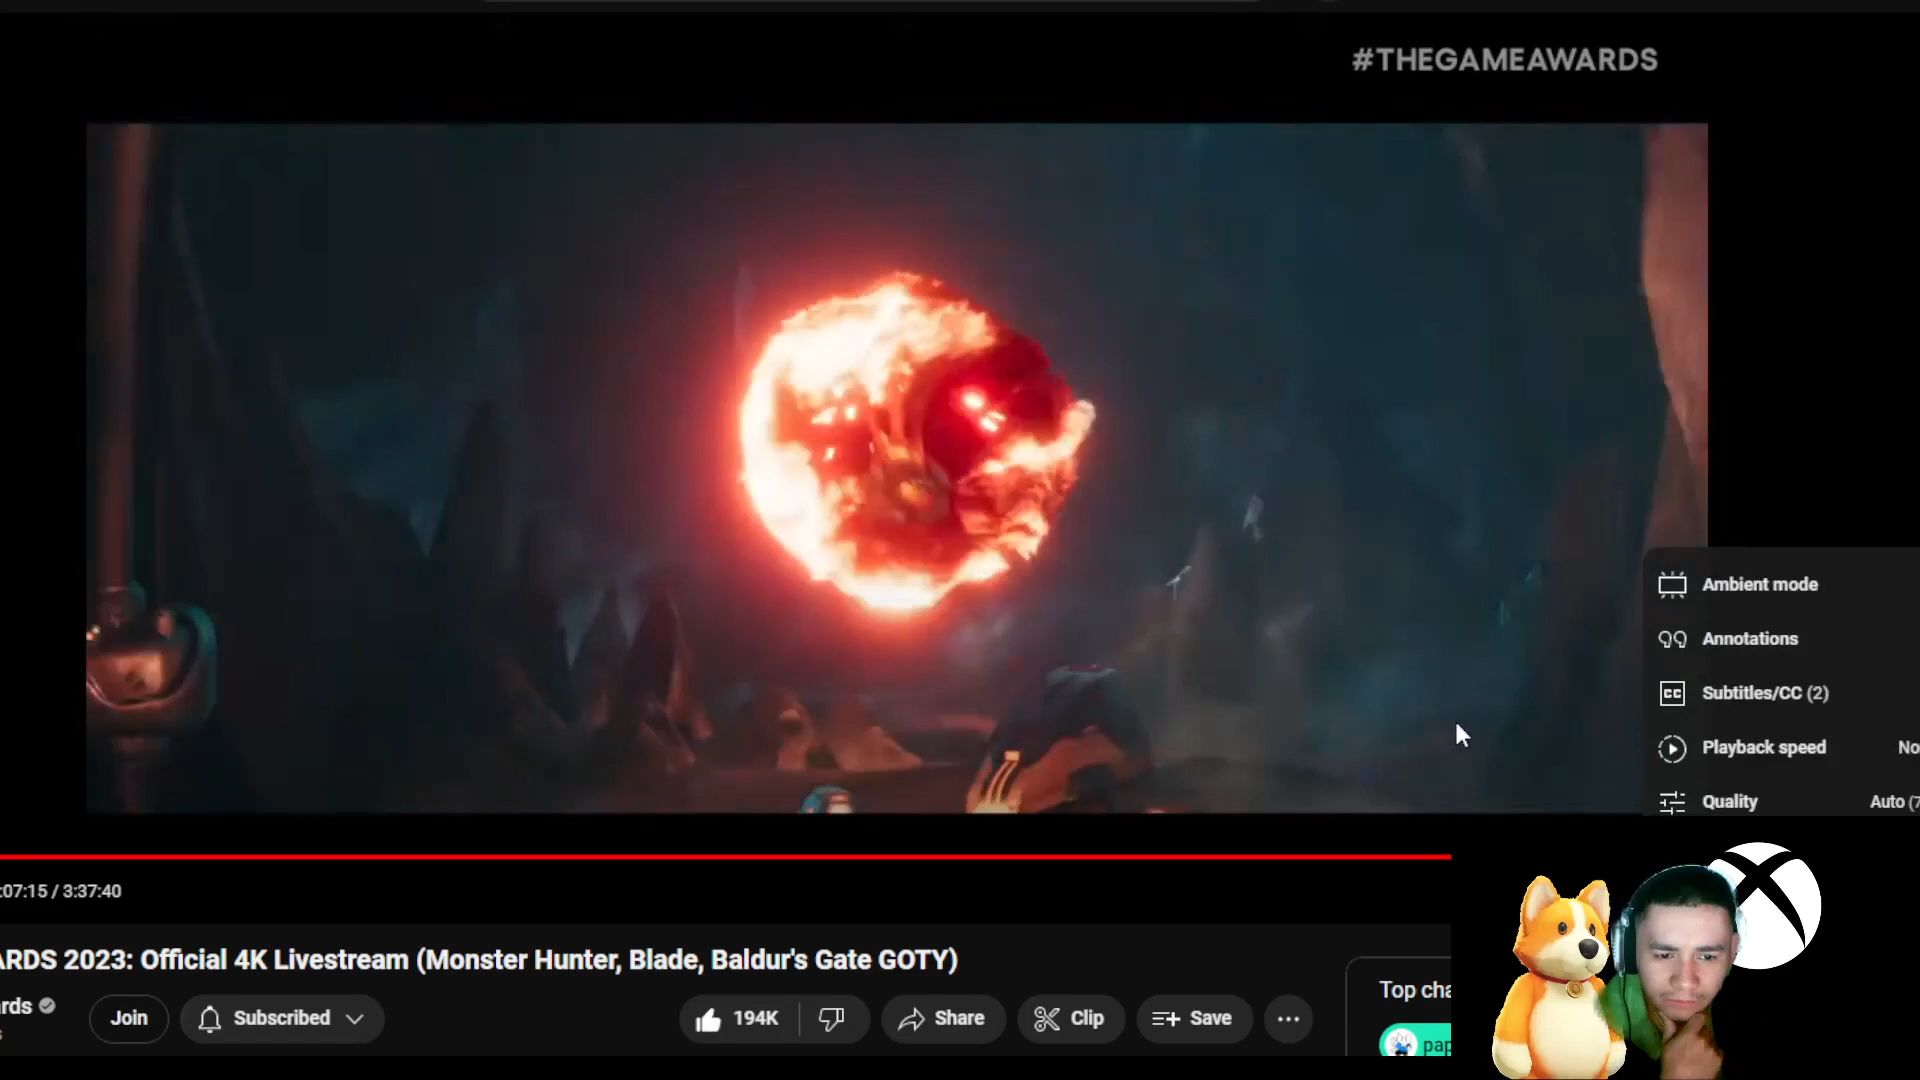 #THEGAMEAWARDS
Ambient mode
Annotations
Subtitles/CC (2)
Playback speed No
Quality Auto (7
:07:15 / 3:37:40
ARDS 2023: Official 4K Livestream (Monster Hunter, Blade, Baldur's Gate GOTY)
rds
Join
Subscribed
194K
Share
Clip
Save
Top cha
pap